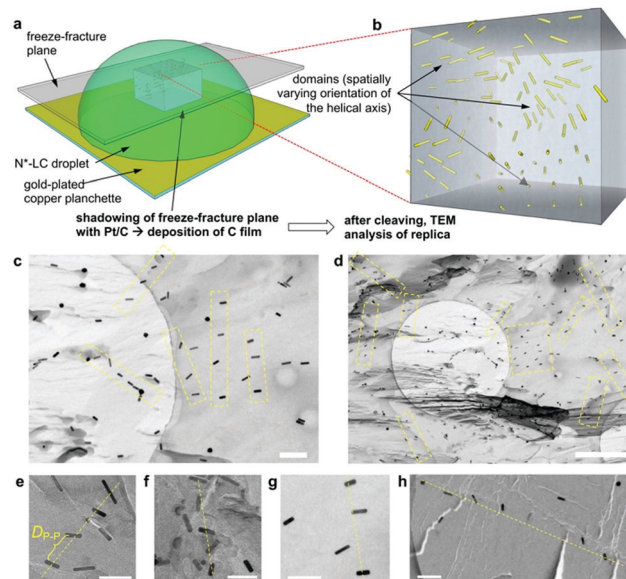 a
freeze-fracture
plane
N*-LC droplet
gold-plated
copper planchette
shadowing of freeze-fracture plane
with Pt/C → deposition of C film
b
domains (spatially
varying orientation of
the helical axis)
after cleaving, TEM
analysis of replica
c
d
e
D_P-P
f
g
h